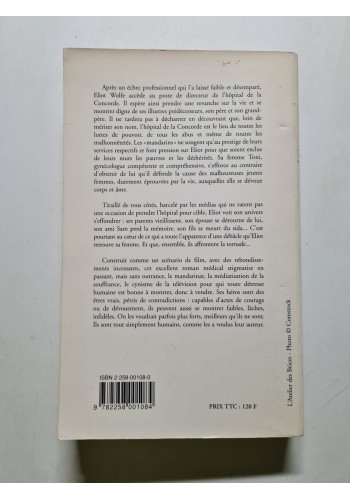 Après un échec professionnel qui l'a laissé faible et désemparé,
Eliot Wolfe accède au poste de directeur de l'hôpital de la
Concorde. Il espère ainsi prendre une revanche sur la vie et se
montrer digne de ses illustres prédécesseurs, son père et son grand-
père. Il ne tardera pas à déchanter en découvrant que, loin de
mériter son nom, l'hôpital de la Concorde est le lieu de toutes les
luttes de pouvoir, de tous les abus et même de toutes les
malhonnêtetés. Les « mandarins » ne songent qu'au prestige de leurs
services respectifs et font pression sur Eliot pour que soient exclus
de leurs murs les pauvres et les déshérités. Sa femme Toni,
gynécologue compétente et compréhensive, s'efforce au contraire
d'obtenir de lui qu'il défende la cause des malheureuses jeunes
femmes, durement éprouvées par la vie, auxquelles elle se dévoue
corps et âme.
Tiraillé de tous côtés, harcelé par les médias qui ne ratent pas
une occasion de prendre l'hôpital pour cible, Eliot voit son univers
s'effondrer : ses parents vieillissent, son épouse se détourne de lui,
son ami Sam perd la mémoire, son fils se meurt du sida... C'est
pourtant au cœur de ce qui a toute l'apparence d'une débâcle qu'Eliot
retrouve sa femme. Et que, ensemble, ils affrontent la tornade...
Construit comme un scénario de film, avec des rebondisse-
ments incessants, cet excellent roman médical stigmatise en
passant, mais sans outrance, le mandarinat, la médiatisation de la
souffrance, le cynisme de la télévision pour qui toute détresse
humaine est bonne à montrer, donc à vendre. Ses héros sont des
êtres vrais, pétris de contradictions : capables d'actes de courage
ou de dévouement, ils peuvent aussi se montrer faibles, lâches,
infidèles. On les voudrait parfois plus forts, meilleurs qu'ils ne sont.
Ils sont tout simplement humains, comme les a voulus leur auteur.
ISBN 2-258-00108-0
9 782258 001084
PRIX TTC : 120 F
L'Atelier des Brices - Photo © Comstock